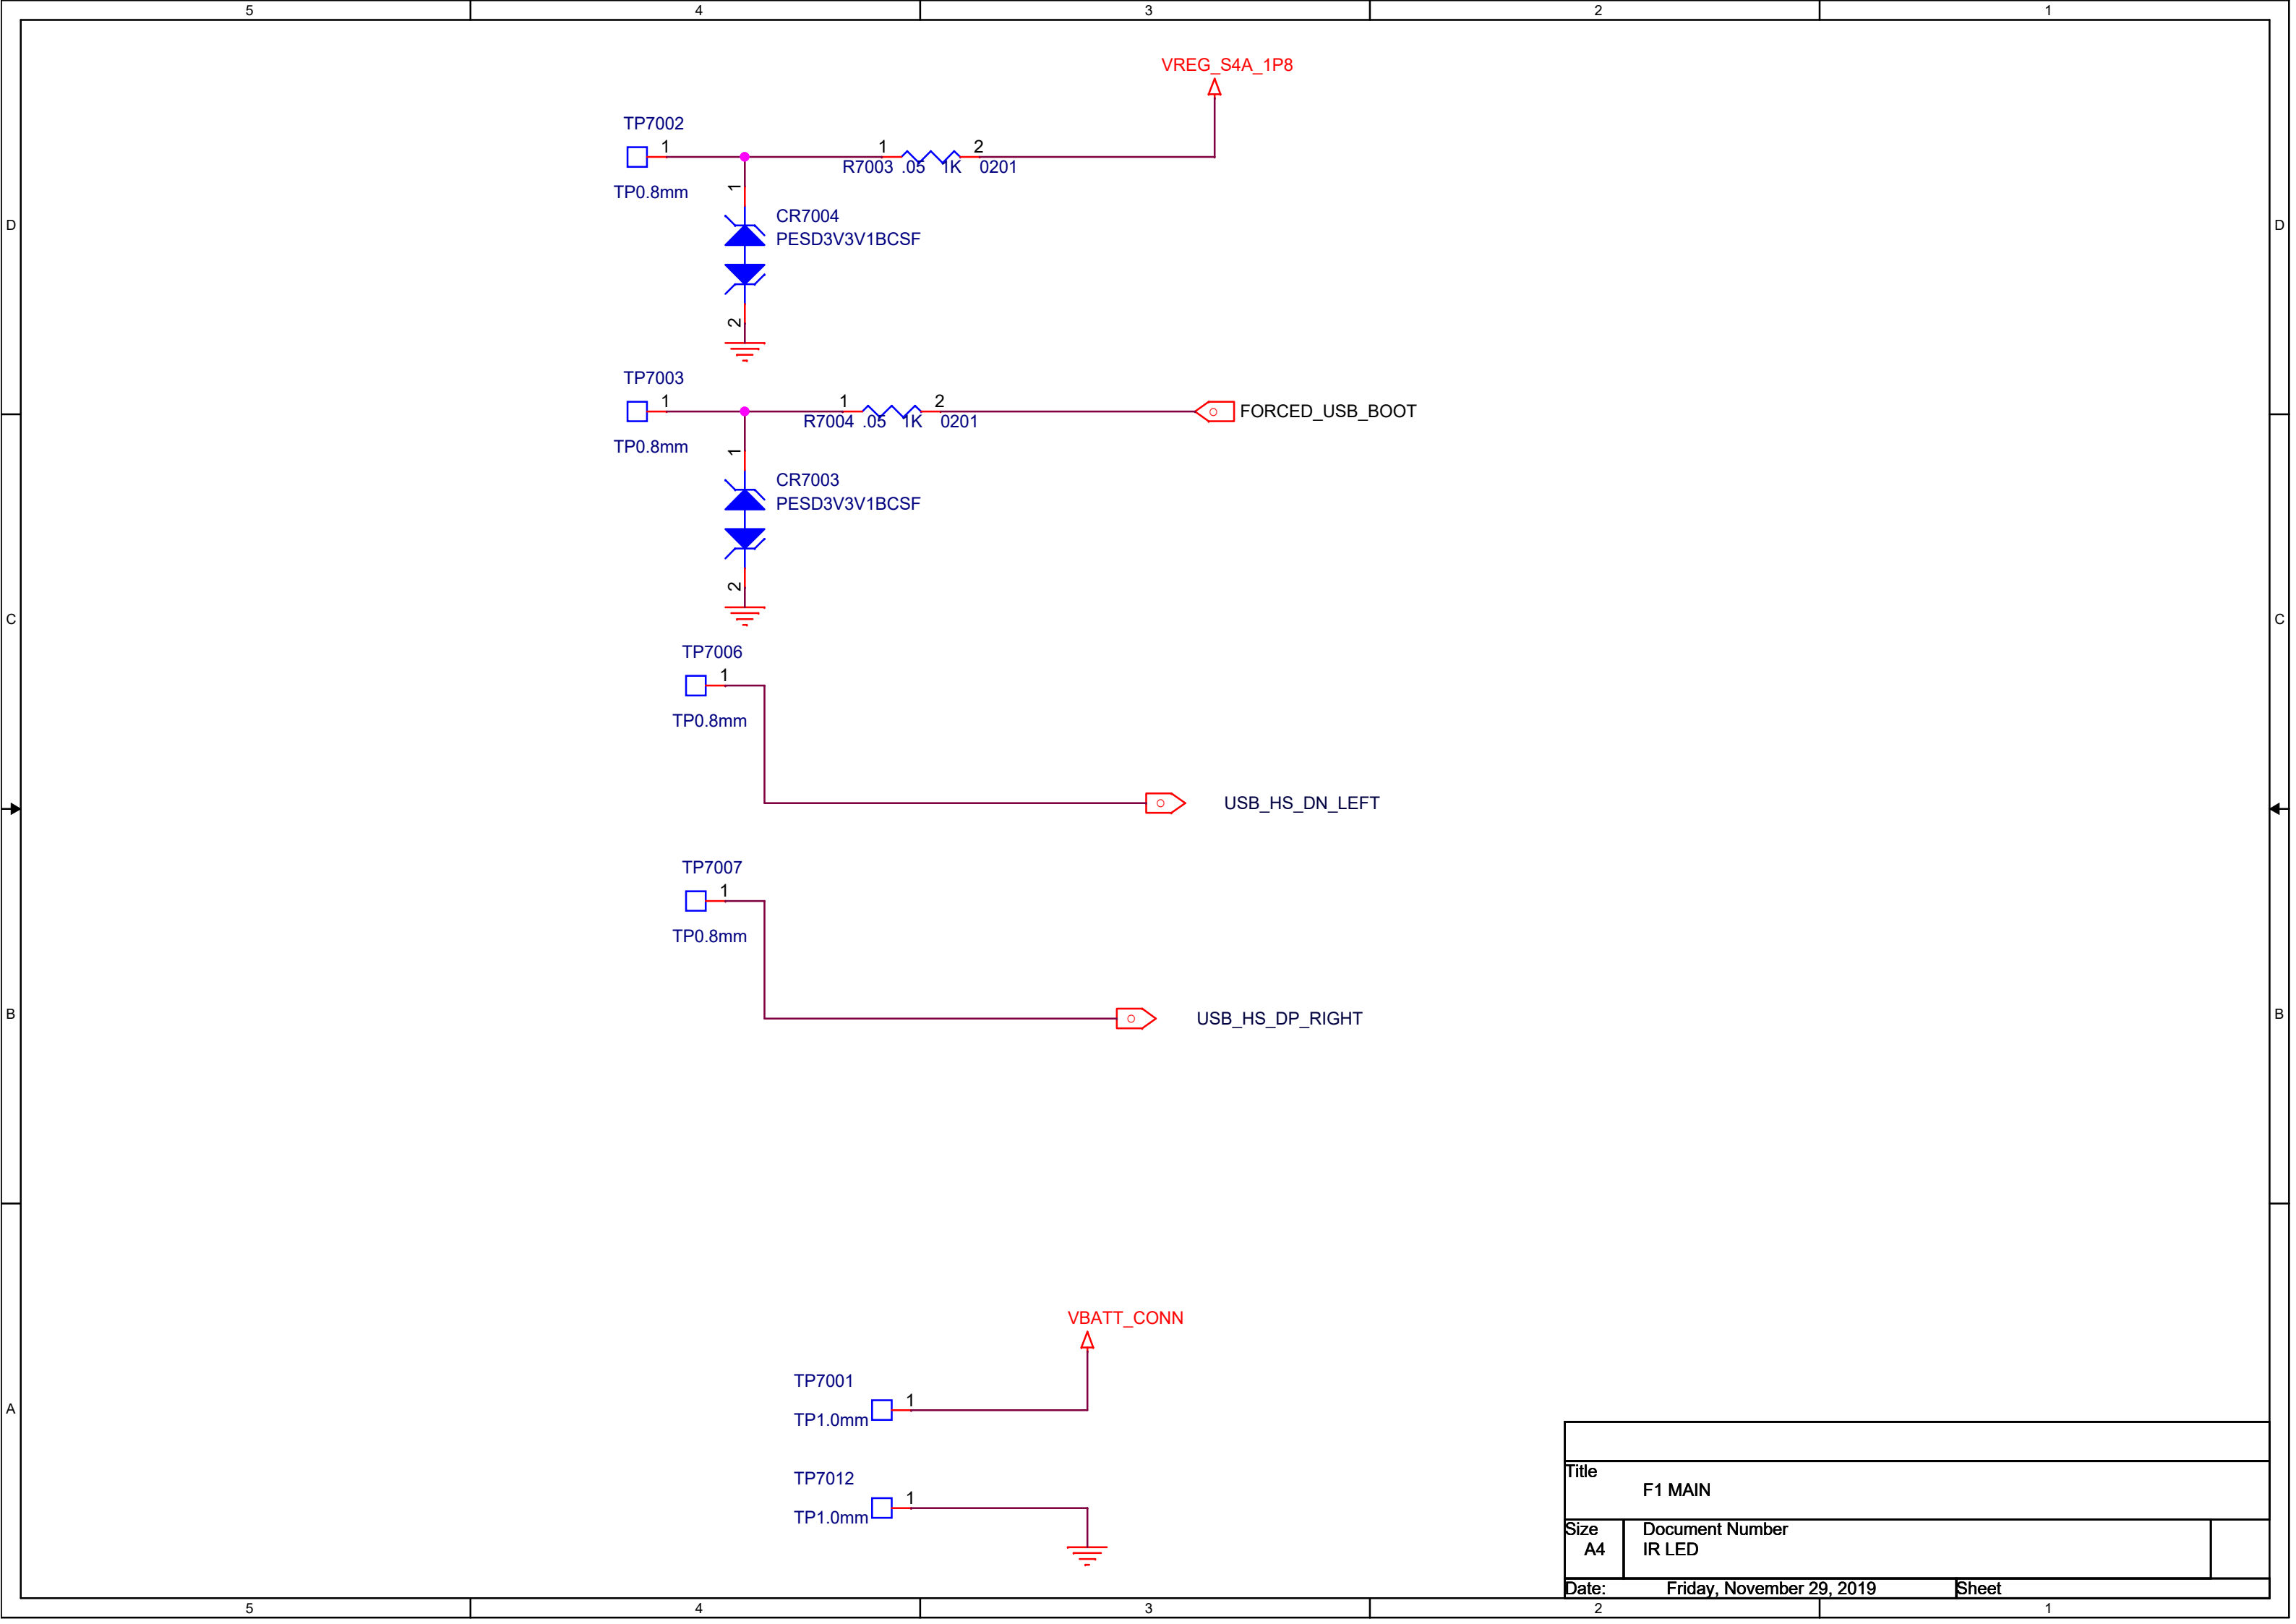 5 4 3 2 1
VREG_S4A_1P8
TP7002
1 1 2
R7003 .05 1K 0201
TP0.8mm
1
CR7004
D D
PESD3V3V1BCSF
2
TP7003
1 1 2
FORCED_USB_BOOT
R7004 .05 1K 0201
TP0.8mm
1
CR7003
PESD3V3V1BCSF
2
C C
TP7006
1
TP0.8mm
USB_HS_DN_LEFT
TP7007
1
TP0.8mm
B B
USB_HS_DP_RIGHT
VBATT_CONN
TP7001
1
A
TP1.0mm
TP7012
1
TP1.0mm
Title
F1 MAIN
Size Document Number
A4 IR LED
Date: Friday, November 29, 2019 Sheet
5 4 3 2 1